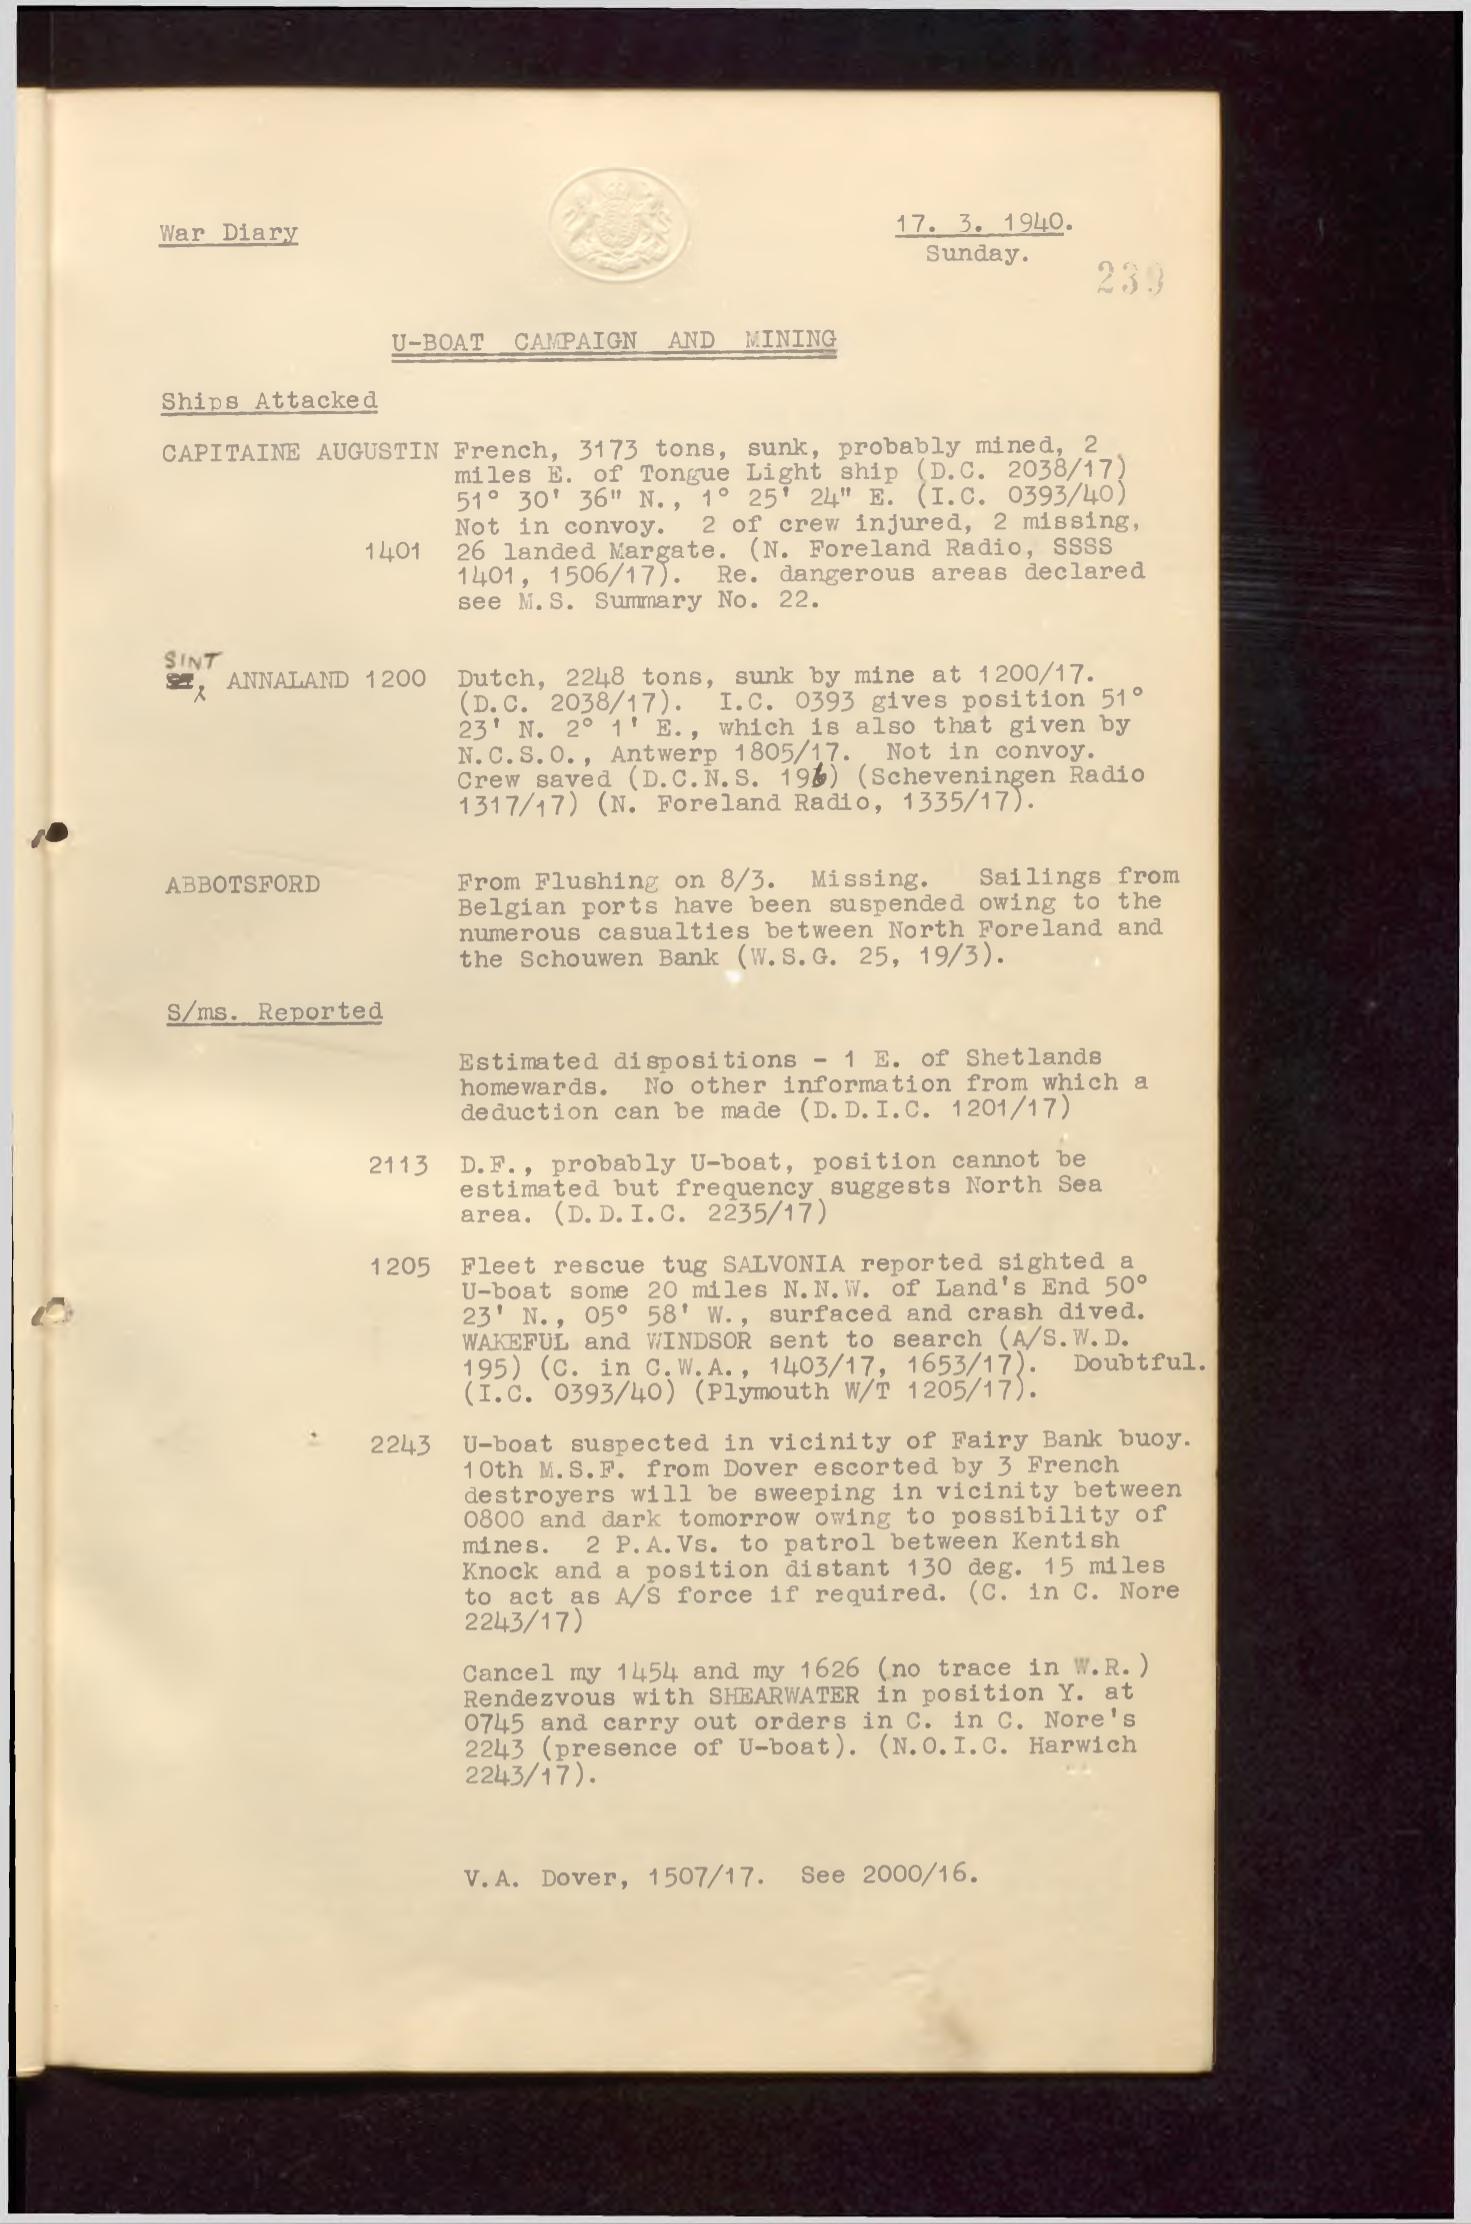 War Diary
17. 3. 1940.
Sunday.
239
U-BOAT CAMPAIGN AND MINING
Ships Attacked
CAPITAINE AUGUSTIN French, 3173 tons, sunk, probably mined, 2
miles E. of Tongue Light ship (D.C. 2038/17)
51° 30' 36" N., 1° 25' 24" E. (I.C. 0393/40)
Not in convoy. 2 of crew injured, 2 missing,
1401 26 landed Margate. (N. Foreland Radio, SSSS
1401, 1506/17). Re. dangerous areas declared
see M.S. Summary No. 22.
SINT
ANNALAND 1200 Dutch, 2248 tons, sunk by mine at 1200/17.
(D.C. 2038/17). I.C. 0393 gives position 51°
23' N. 2° 1' E., which is also that given by
N.C.S.O., Antwerp 1805/17. Not in convoy.
Crew saved (D.C.N.S. 196) (Scheveningen Radio
1317/17) (N. Foreland Radio, 1335/17).
ABBOTSFORD From Flushing on 8/3. Missing. Sailings from
Belgian ports have been suspended owing to the
numerous casualties between North Foreland and
the Schouwen Bank (W.S.G. 25, 19/3).
S/ms. Reported
Estimated dispositions - 1 E. of Shetlands
homewards. No other information from which a
deduction can be made (D.D.I.C. 1201/17)
2113 D.F., probably U-boat, position cannot be
estimated but frequency suggests North Sea
area. (D.D.I.C. 2235/17)
1205 Fleet rescue tug SALVONIA reported sighted a
U-boat some 20 miles N.N.W. of Land's End 50°
23' N., 05° 58' W., surfaced and crash dived.
WAKEFUL and WINDSOR sent to search (A/S.W.D.
195) (C. in C.W.A., 1403/17, 1653/17). Doubtful.
(I.C. 0393/40) (Plymouth W/T 1205/17).
2243 U-boat suspected in vicinity of Fairy Bank buoy.
10th M.S.F. from Dover escorted by 3 French
destroyers will be sweeping in vicinity between
0800 and dark tomorrow owing to possibility of
mines. 2 P.A.Vs. to patrol between Kentish
Knock and a position distant 130 deg. 15 miles
to act as A/S force if required. (C. in C. Nore
2243/17)
Cancel my 1454 and my 1626 (no trace in W.R.)
Rendezvous with SHEARWATER in position Y. at
0745 and carry out orders in C. in C. Nore's
2243 (presence of U-boat). (N.O.I.C. Harwich
2243/17).
V.A. Dover, 1507/17. See 2000/16.